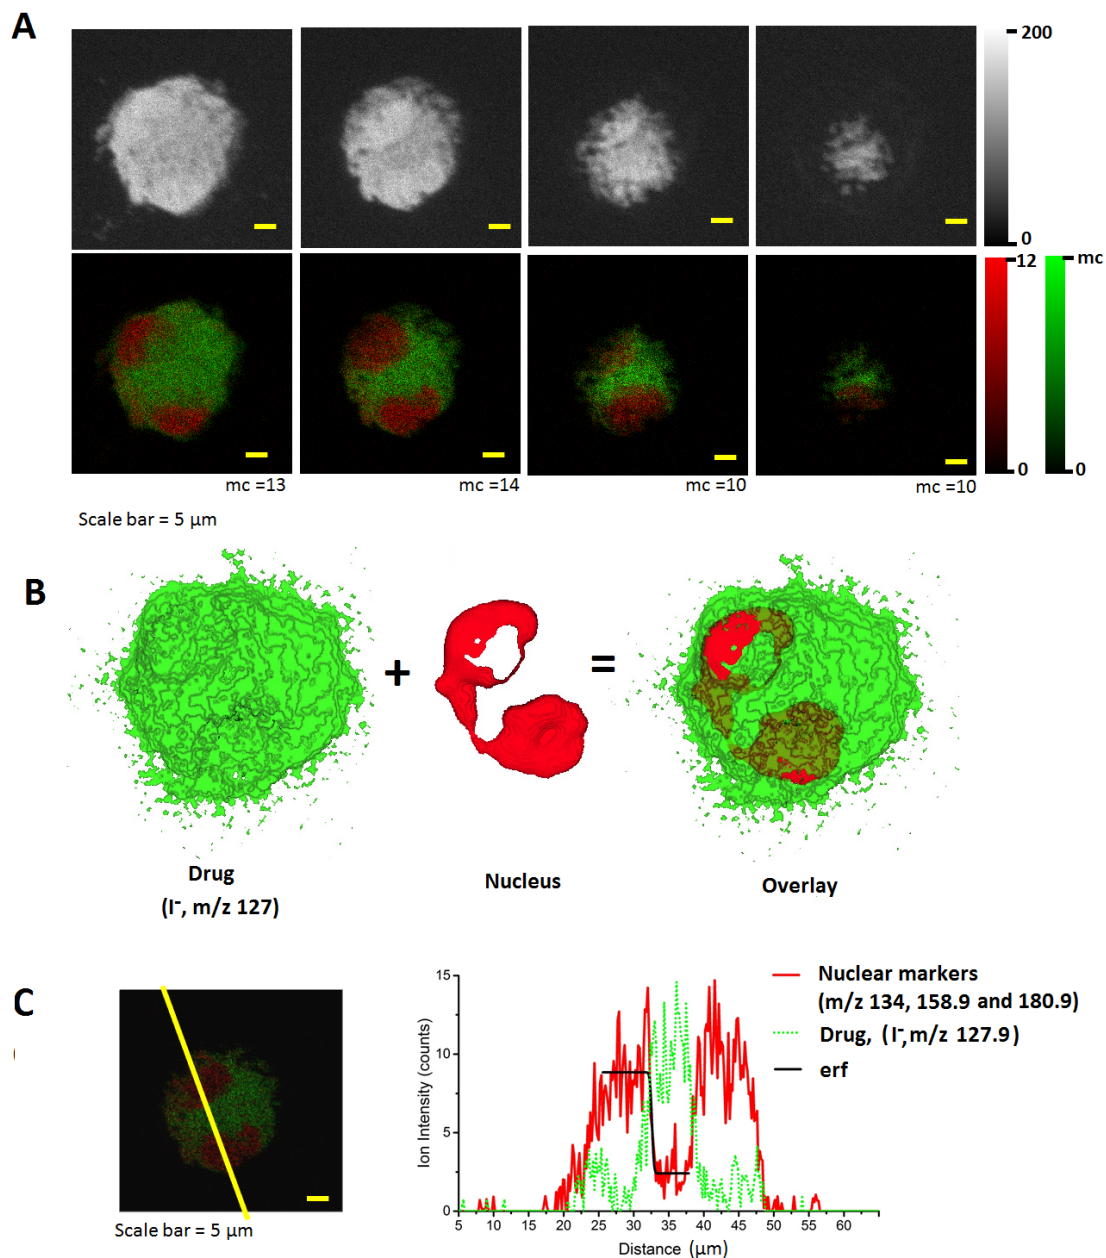 A
200
0
12
mc
0
0
mc =13
mc =14
mc =10
mc =10
Scale bar = 5 μm
B
+
=
Drug
(I⁻, m/z 127)
Nucleus
Overlay
C
Nuclear markers
(m/z 134, 158.9 and 180.9)
Drug, (I⁻, m/z 127.9)
erf
Ion Intensity (counts)
15
10
5
0
5 10 15 20 25 30 35 40 45 50 55 60
Distance (μm)
Scale bar = 5 μm